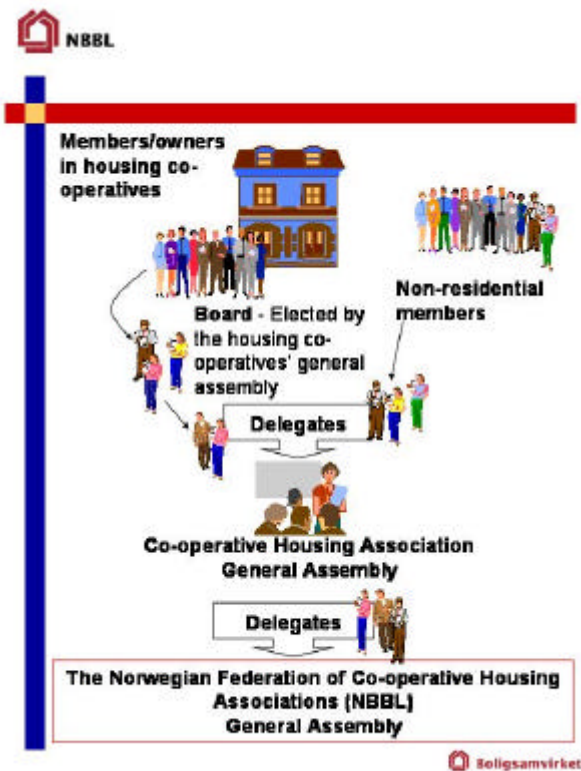 NBBL
Members/owners
in housing co-
operatives
Non-residential
members
Board - Elected by
the housing co-
operatives' general
assembly
Delegates
Co-operative Housing Association
General Assembly
Delegates
The Norwegian Federation of Co-operative Housing
Associations (NBBL)
General Assembly
Boligsamvirket